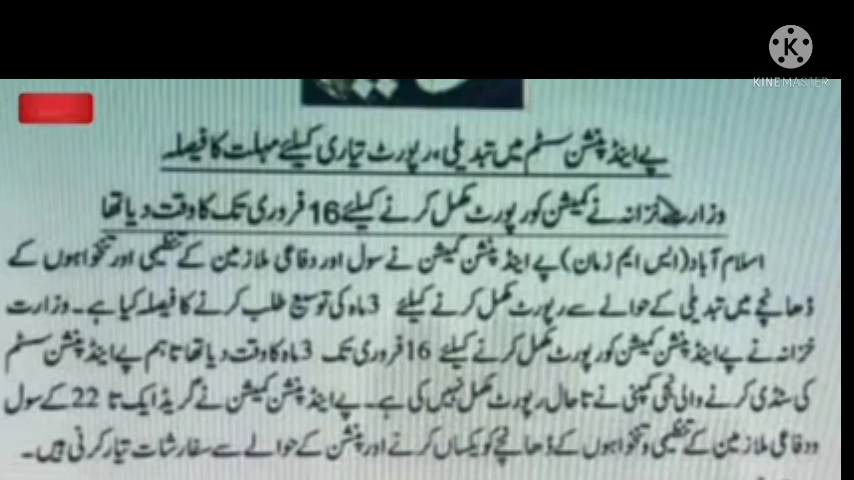 KINEMASTER
پے اینڈ پنشن سسٹم میں تبدیلی، رپورٹ تیاری کیلئے مہلت کا فیصلہ
وزارت خزانہ نے کمیشن کو رپورٹ مکمل کرنے کیلئے 16 فروری تک کا وقت دیا تھا
اسلام آباد (ایس ایم زمان) پے اینڈ پنشن کمیشن نے سول اور دفاعی ملازمین کے تنظیمی اور تنخواہوں کے
ڈھانچے میں تبدیلی کے حوالے سے رپورٹ مکمل کرنے کیلئے 3 ماہ کی توسیع طلب کرنے کا فیصلہ کیا ہے۔ وزارت
خزانہ نے پے اینڈ پنشن کمیشن کو رپورٹ مکمل کرنے کیلئے 16 فروری تک 3 ماہ کا وقت دیا تھا تاہم پے اینڈ پنشن سسٹم
کی سٹڈی کرنے والی نجی کمپنی نے تاحال رپورٹ مکمل نہیں کی ہے۔ پے اینڈ پنشن کمیشن نے گریڈ ایک تا 22 کے سول
ودفاعی ملازمین کے تنظیمی و تنخواہوں کے ڈھانچے کو یکساں کرنے اور پنشن کے حوالے سے سفارشات تیار کرنی ہیں۔